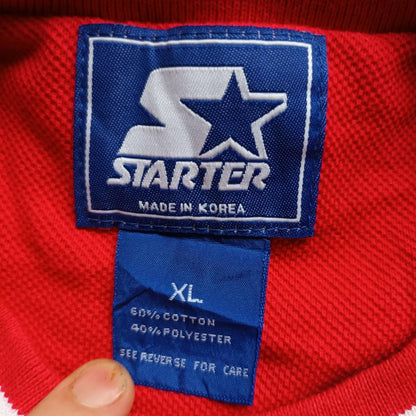 STARTER
MADE IN KOREA
XL
60% COTTON
40% POLYESTER
SEE REVERSE FOR CARE